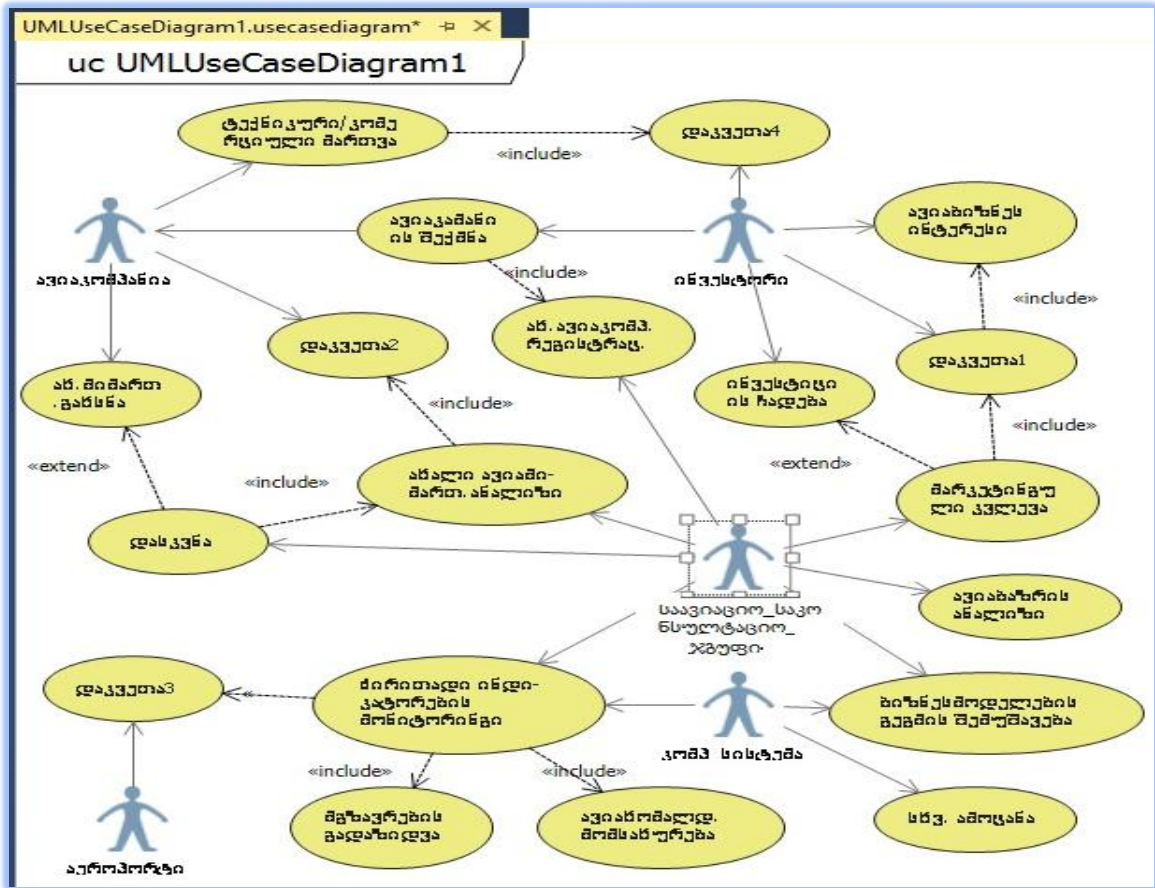 UMLUseCaseDiagram1.usecasediagram*
uc UMLUseCaseDiagram1
ტექნიკური/კომე
რციული მართვა
«include»
დაკვეთა4
ავიაკომპანია
ავიაკამანი
ის შექმნა
ინვესტორი
ავიაბიზნეს
ინტერესი
«include»
«include»
დაკვეთა2
ახ.ავიაკომპ.
რეგისტრაც.
დაკვეთა1
ახ.მიმართ
.გახსნა
«include»
ინვესტიცი
ის ჩადება
«include»
«extend»
«include»
ახალი ავიამი-
მართ.ანალიზი
«extend»
მარკეტინგუ
ლი კვლევა
დასკვნა
საავიაციო_საკო
ნსულტაციო_
ჯგუფი.
ავიაბაზრის
ანალიზი
დაკვეთა3
ძირითადი ინდი-
კატორების
მონიტორინგი
კომპ სისტემა
ბიზნესმოდელების
გეგმის შემუშავება
«include»
«include»
აეროპორტი
მგზავრების
გადაზიდვა
ავიახომალდ.
მომსახურება
სხვ. ამოცანა